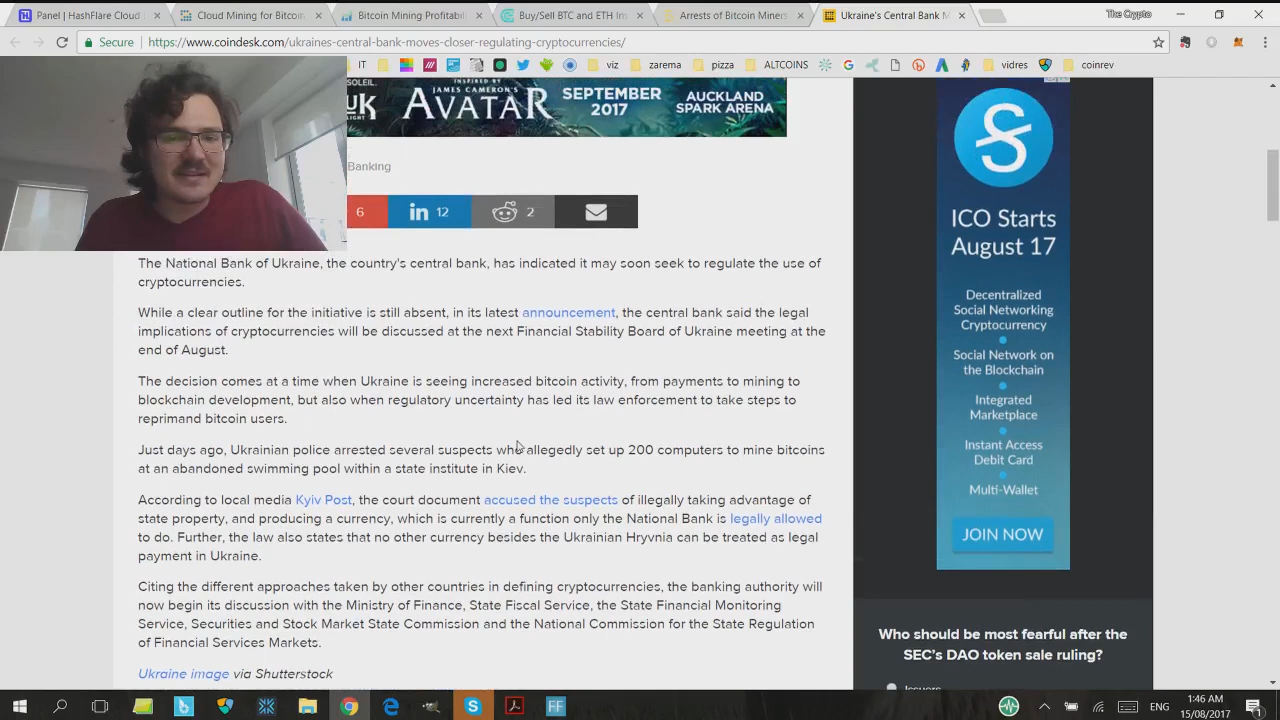 Panel | HashFlare Cloud
Cloud Mining for Bitcoin
Bitcoin Mining Profitabili
Buy/Sell BTC and ETH Ins
Arrests of Bitcoin Miners
Ukraine's Central Bank M
The Crypto
Secure
https://www.coindesk.com/ukraines-central-bank-moves-closer-regulating-cryptocurrencies/
IT
viz
zarema
pizza
ALTCOINS
vidres
coinrev
SOLEIL.
UK
LIGHT
INSPIRED BY
JAMES CAMERON'S
AVATAR
SEPTEMBER
2017
AUCKLAND
SPARK ARENA
Banking
6
in 12
2
The National Bank of Ukraine, the country's central bank, has indicated it may soon seek to regulate the use of
cryptocurrencies.
While a clear outline for the initiative is still absent, in its latest announcement, the central bank said the legal
implications of cryptocurrencies will be discussed at the next Financial Stability Board of Ukraine meeting at the
end of August.
The decision comes at a time when Ukraine is seeing increased bitcoin activity, from payments to mining to
blockchain development, but also when regulatory uncertainty has led its law enforcement to take steps to
reprimand bitcoin users.
Just days ago, Ukrainian police arrested several suspects who allegedly set up 200 computers to mine bitcoins
at an abandoned swimming pool within a state institute in Kiev.
According to local media Kyiv Post, the court document accused the suspects of illegally taking advantage of
state property, and producing a currency, which is currently a function only the National Bank is legally allowed
to do. Further, the law also states that no other currency besides the Ukrainian Hryvnia can be treated as legal
payment in Ukraine.
Citing the different approaches taken by other countries in defining cryptocurrencies, the banking authority will
now begin its discussion with the Ministry of Finance, State Fiscal Service, the State Financial Monitoring
Service, Securities and Stock Market State Commission and the National Commission for the State Regulation
of Financial Services Markets.
Ukraine image via Shutterstock
ICO Starts
August 17
Decentralized
Social Networking
Cryptocurrency
Social Network on
the Blockchain
Integrated
Marketplace
Instant Access
Debit Card
Multi-Wallet
JOIN NOW
Who should be most fearful after the
SEC's DAO token sale ruling?
Issuers
ENG
1:46 AM
15/08/2017